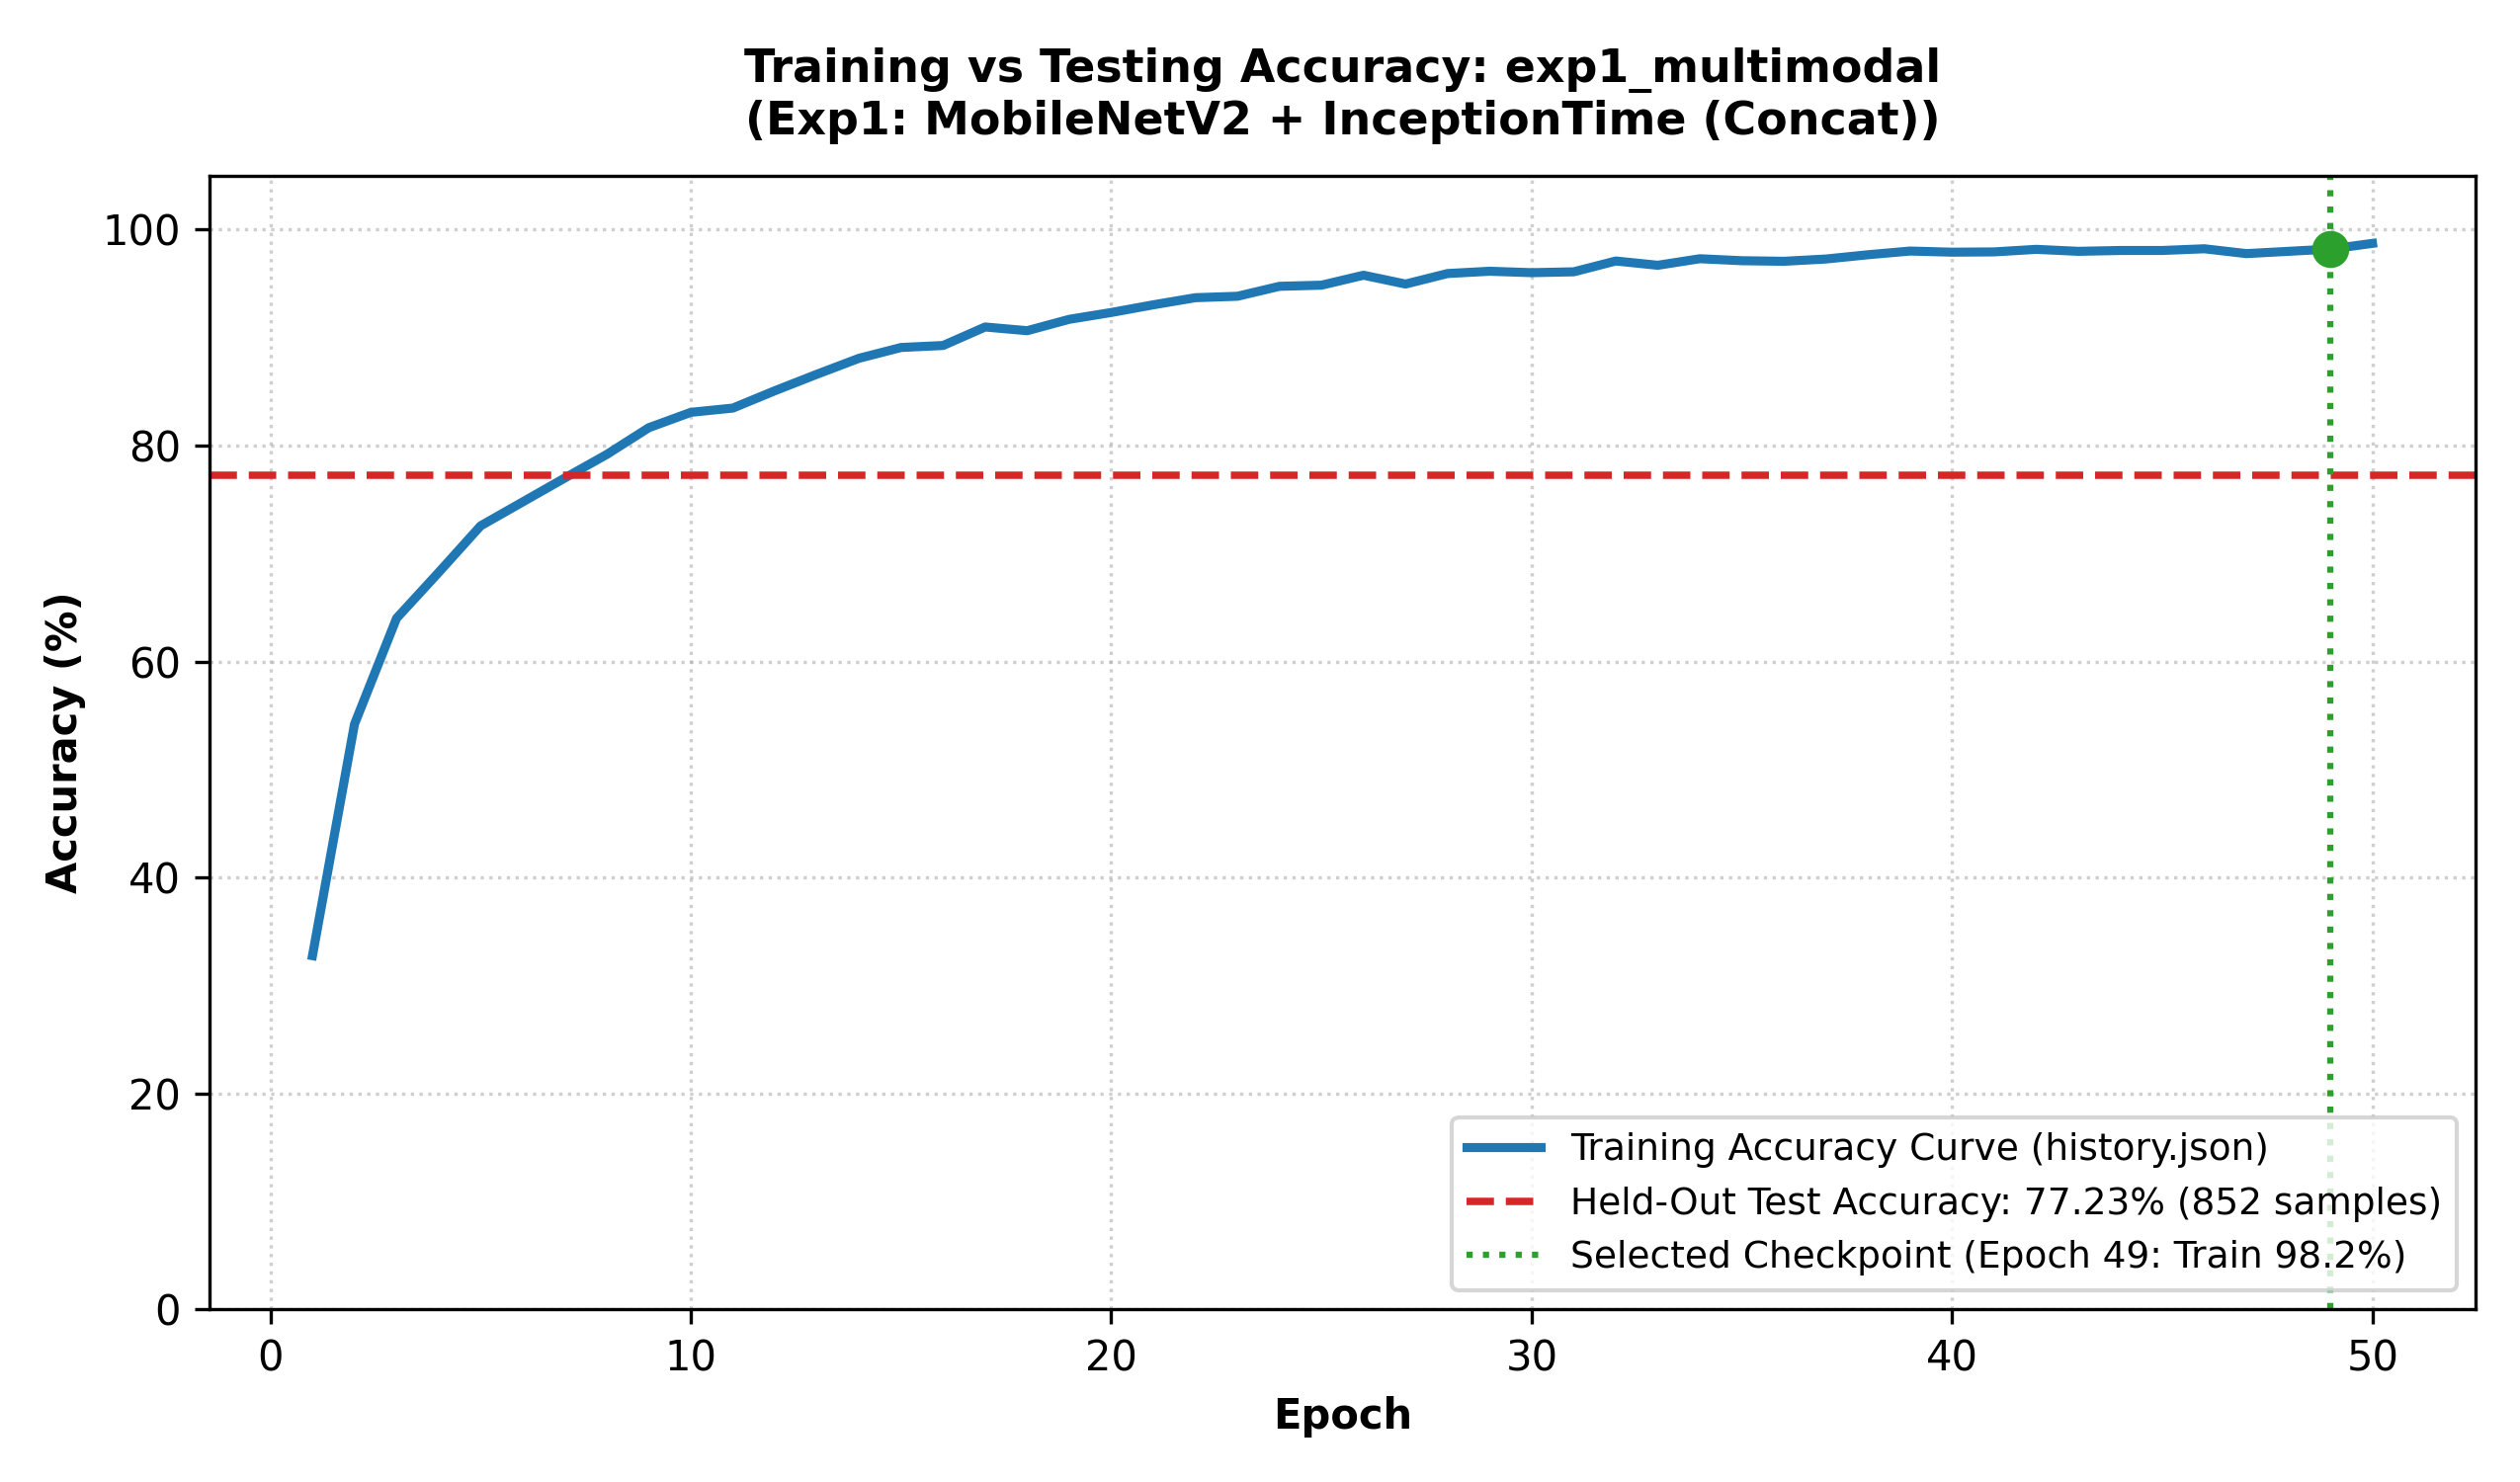 Training vs Testing Accuracy: exp1_multimodal
(Exp1: MobileNetV2 + InceptionTime (Concat))
Accuracy (%)
100
80
60
40
20
0
Training Accuracy Curve (history.json)
Held-Out Test Accuracy: 77.23% (852 samples)
Selected Checkpoint (Epoch 49: Train 98.2%)
0 10 20 30 40 50
Epoch